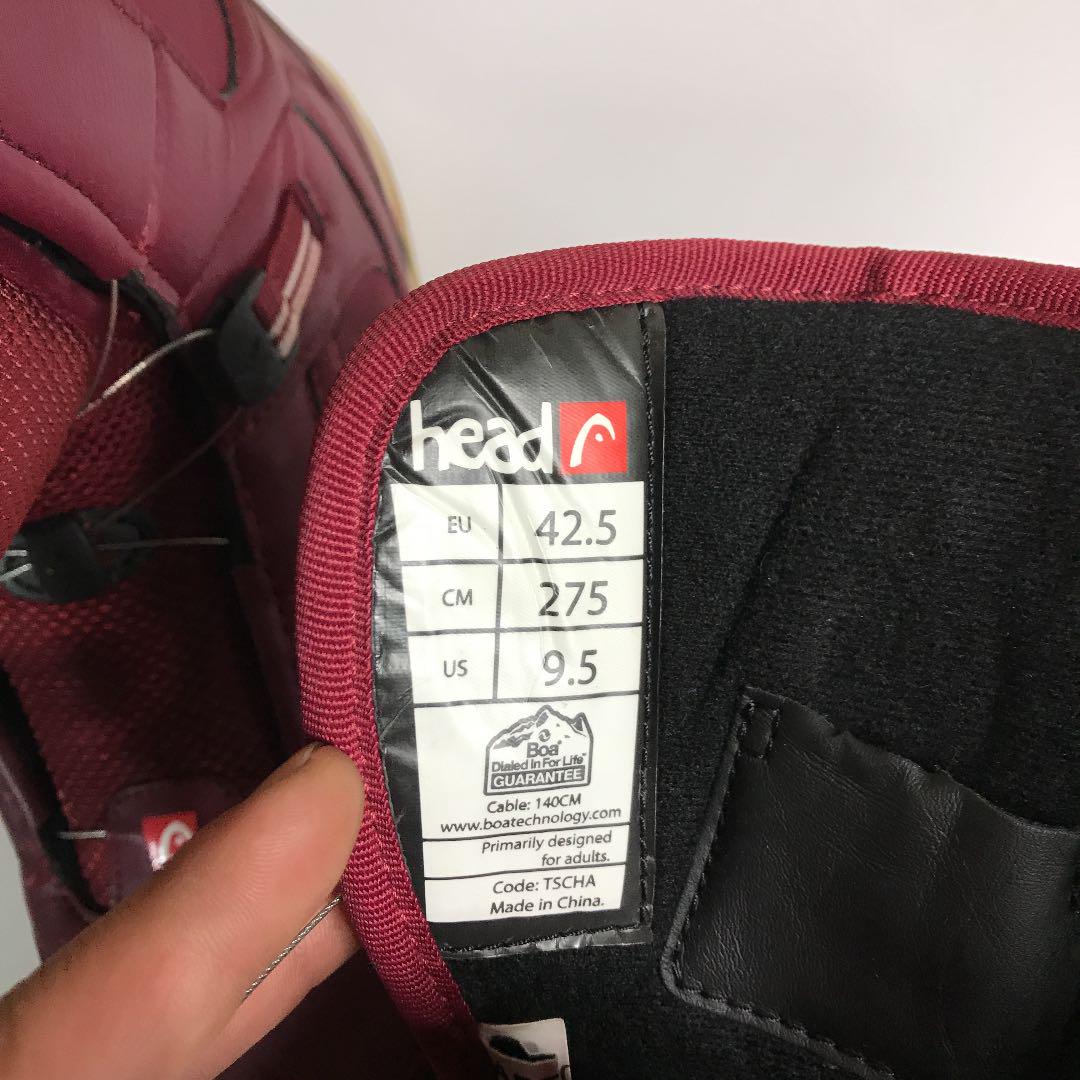 head
EU 42.5
CM 275
US 9.5
Boa
Dialed In For Life™
GUARANTEE
Cable: 140CM
www.boatechnology.com
Primarily designed
for adults.
Code: TSCHA
Made in China.